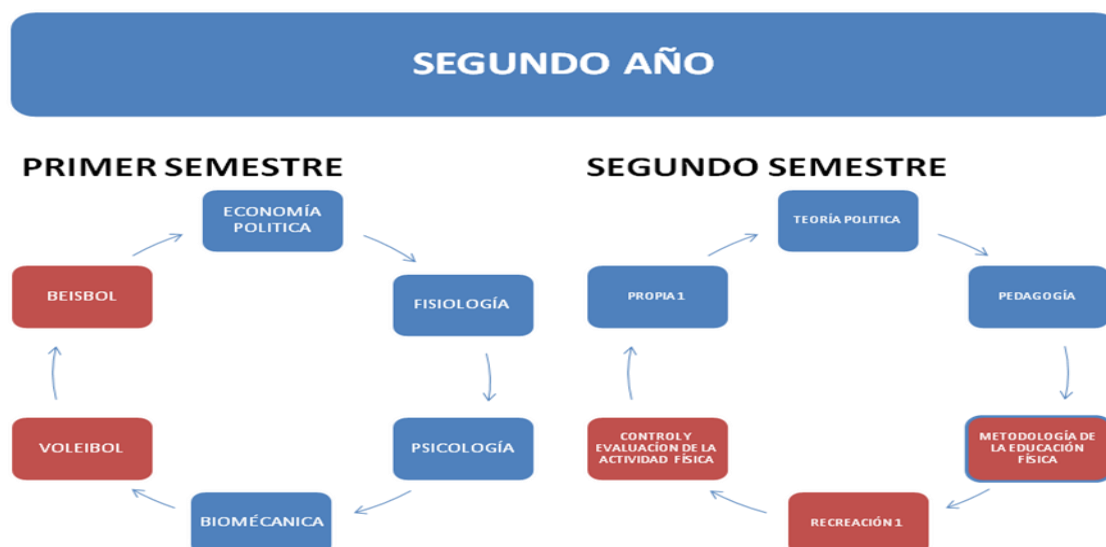 SEGUNDO AÑO
PRIMER SEMESTRE
ECONOMÍA
POLITICA
FISIOLOGÍA
PSICOLOGÍA
BIOMÉCANICA
VOLEIBOL
BEISBOL
SEGUNDO SEMESTRE
TEORÍA POLITICA
PEDAGOGÍA
METODOLOGÍA DE
LA EDUCACIÓN
FÍSICA
RECREACIÓN 1
CONTROL Y
EVALUACÍON DE LA
ACTIVIDAD FÍSICA
PROPIA 1